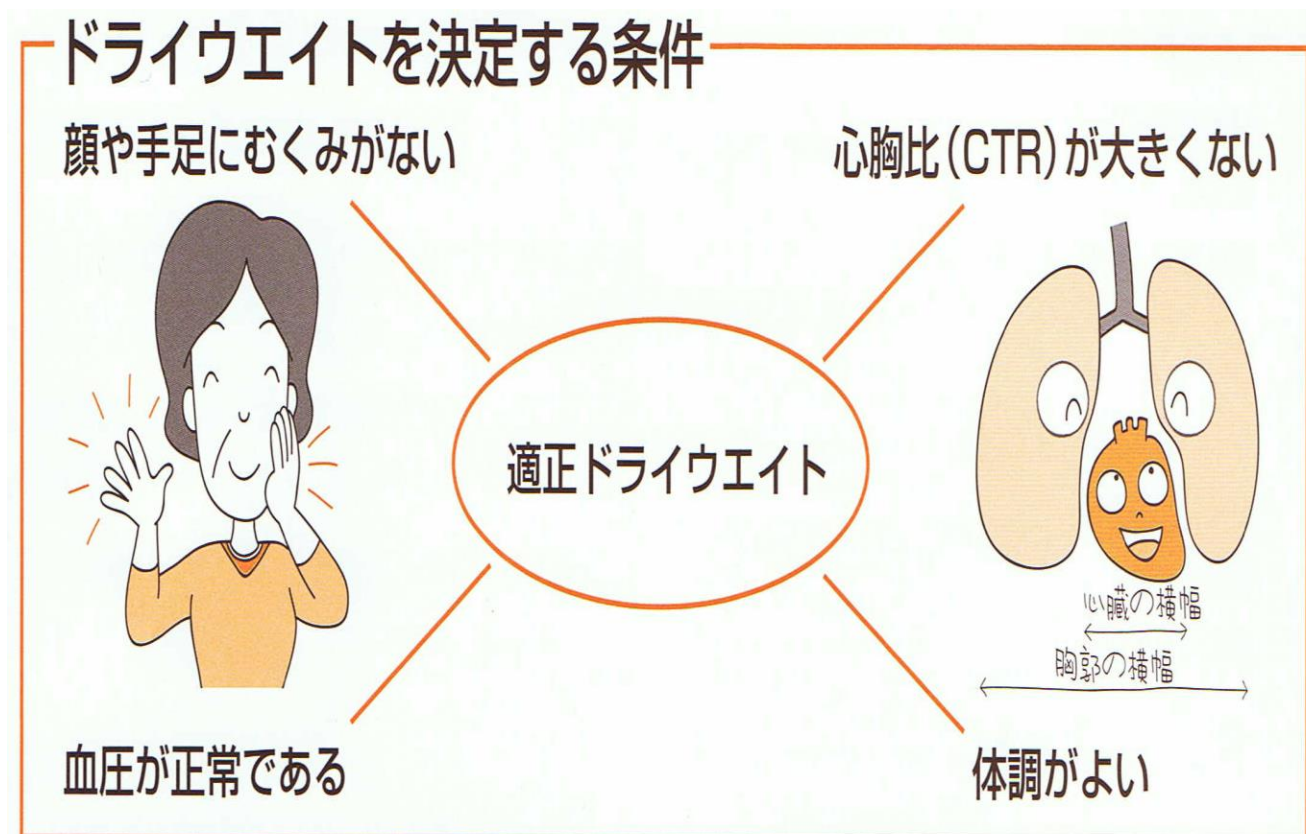 ドライウエイトを決定する条件
顔や手足にむくみがない
心胸比(CTR)が大きくない
適正ドライウエイト
心臓の横幅
胸郭の横幅
血圧が正常である
体調がよい